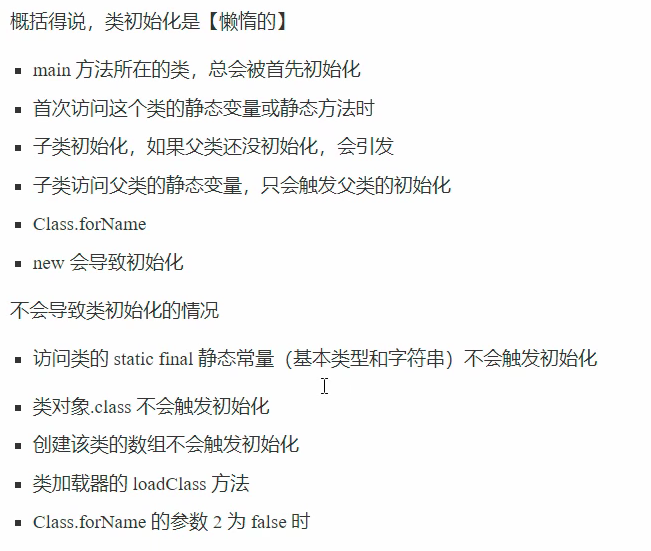 概括得说，类初始化是【懒惰的】
main 方法所在的类，总会被首先初始化
首次访问这个类的静态变量或静态方法时
子类初始化，如果父类还没初始化，会引发
子类访问父类的静态变量，只会触发父类的初始化
Class.forName
new 会导致初始化
不会导致类初始化的情况
访问类的 static final 静态常量（基本类型和字符串）不会触发初始化
类对象.class 不会触发初始化
创建该类的数组不会触发初始化
类加载器的 loadClass 方法
Class.forName 的参数 2 为 false 时